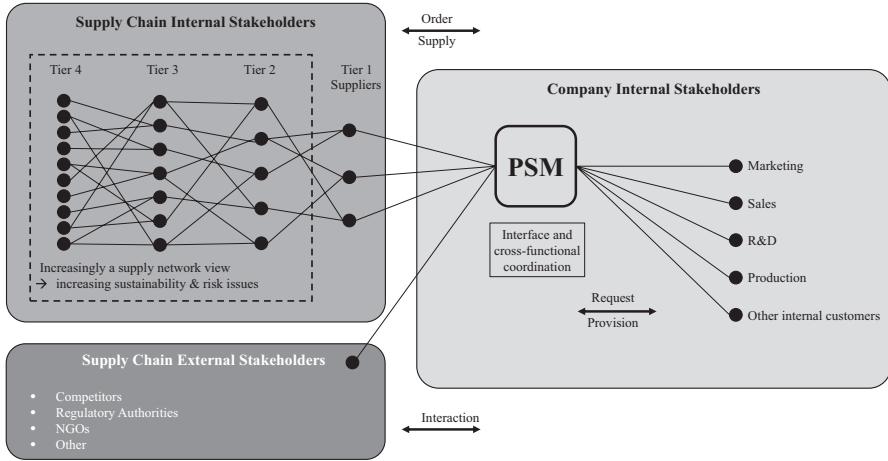 Supply Chain Internal Stakeholders
Tier 4
Tier 3
Tier 2
Tier 1
Suppliers
Increasingly a supply network view
→ increasing sustainability & risk issues
Order
Supply
Company Internal Stakeholders
PSM
Interface and
cross-functional
coordination
Marketing
Sales
R&D
Production
Other internal customers
Request
Provision
Supply Chain External Stakeholders
• Competitors
• Regulatory Authorities
• NGOs
• Other
Interaction